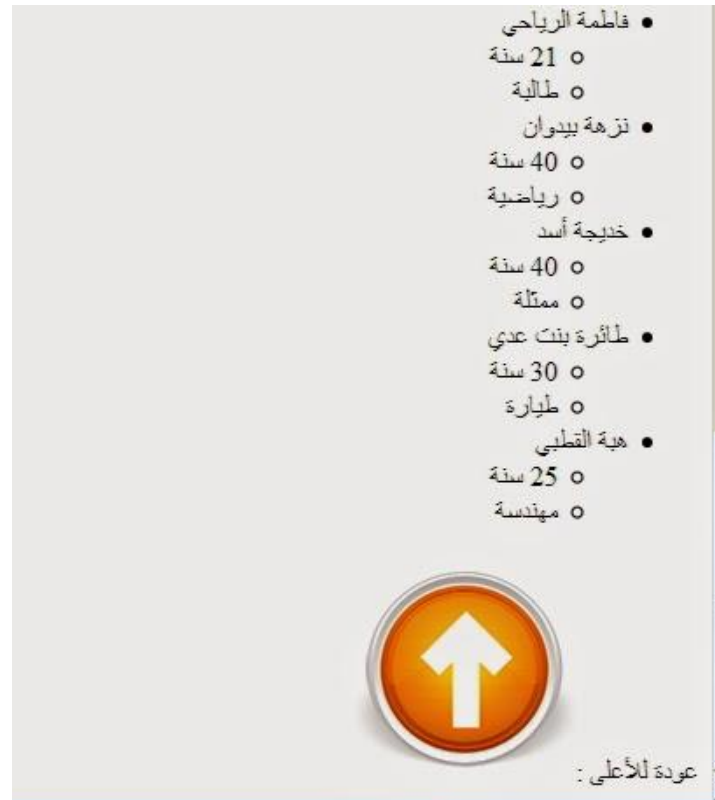 فاطمة الرياحي
21 سنة
طالبة
نزهة بيدوان
40 سنة
رياضية
خديجة أسد
40 سنة
ممثلة
طائرة بنت عدي
30 سنة
طيارة
هبة القطبي
25 سنة
مهندسة
عودة للأعلى :